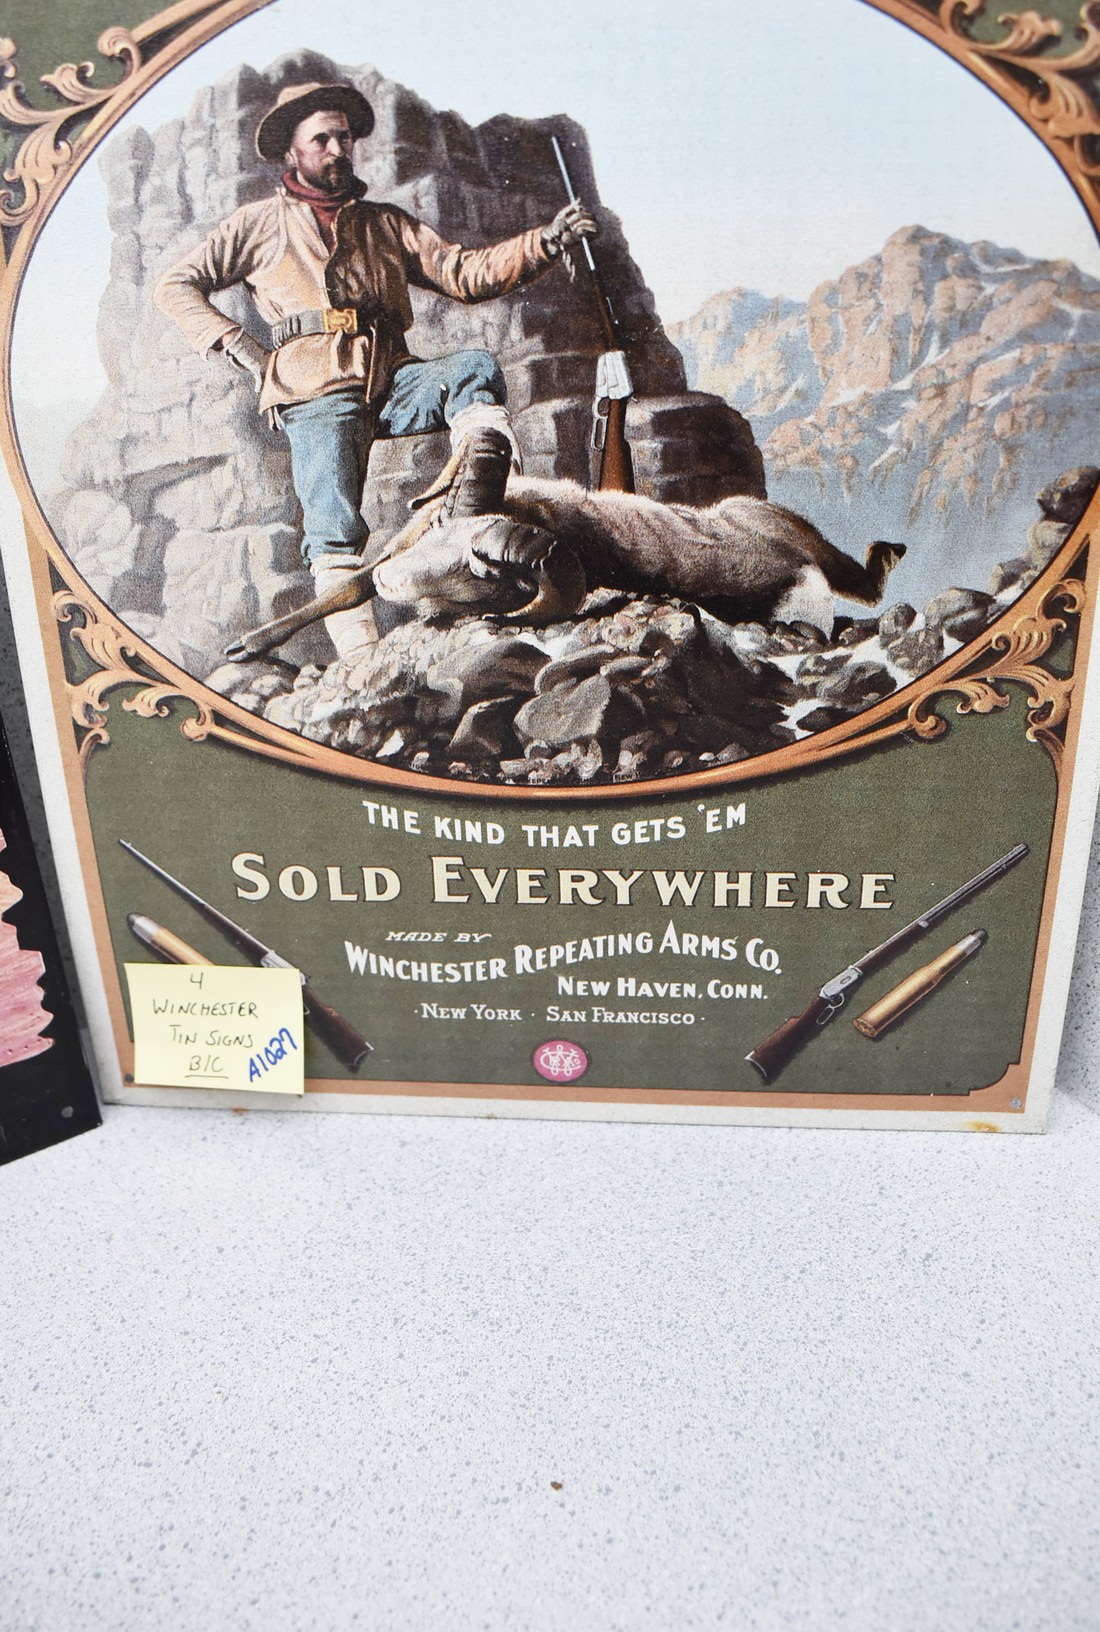 THE KIND THAT GETS 'EM
SOLD EVERYWHERE
MADE BY
WINCHESTER REPEATING ARMS CO.
NEW HAVEN, CONN.
· NEW YORK · SAN FRANCISCO ·
4
WINCHESTER
TIN SIGNS
B/C A1027